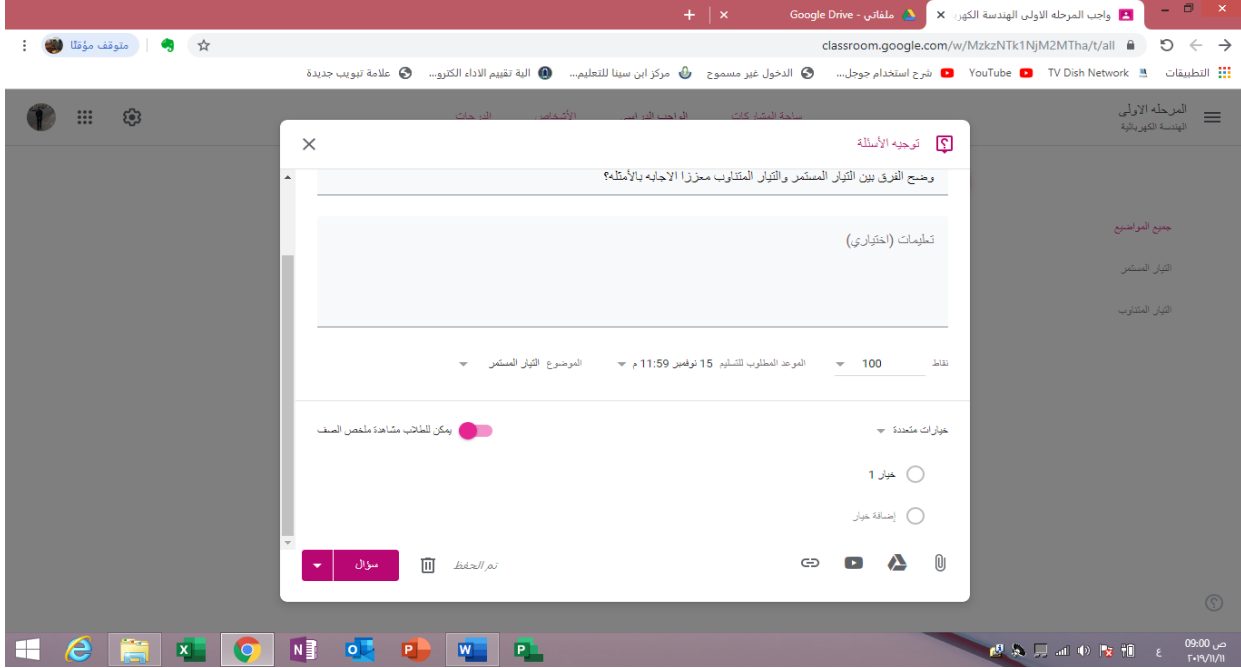 واجب المرحله الاولى الهندسة الكهر
ملفاتي - Google Drive
classroom.google.com/w/MzkzNTk1NjM2MTha/t/all
متوقف مؤقتًا
التطبيقات
TV Dish Network
YouTube
شرح استخدام جوجل...
الدخول غير مسموح
مركز ابن سينا للتعليم...
الية تقييم الاداء الكترو...
علامة تبويب جديدة
المرحله الاولى
الهندسة الكهربائية
ساحة المشاركات
الواجب الدراسي
الأشخاص
الدرجات
توجيه الأسئلة
وضح الفرق بين التيار المستمر والتيار المتناوب معززا الاجابه بالأمثله؟
تعليمات (اختياري)
جميع المواضيع
التيار المستمر
التيار المتناوب
نقاط 100
الموعد المطلوب للتسليم 15 نوفمبر 11:59 م
الموضوع التيار المستمر
خيارات متعددة
يمكن للطلاب مشاهدة ملخص الصف
خيار 1
إضافة خيار
تم الحفظ
سؤال
ع
09:00 ص
٢٠١٩/١١/١١